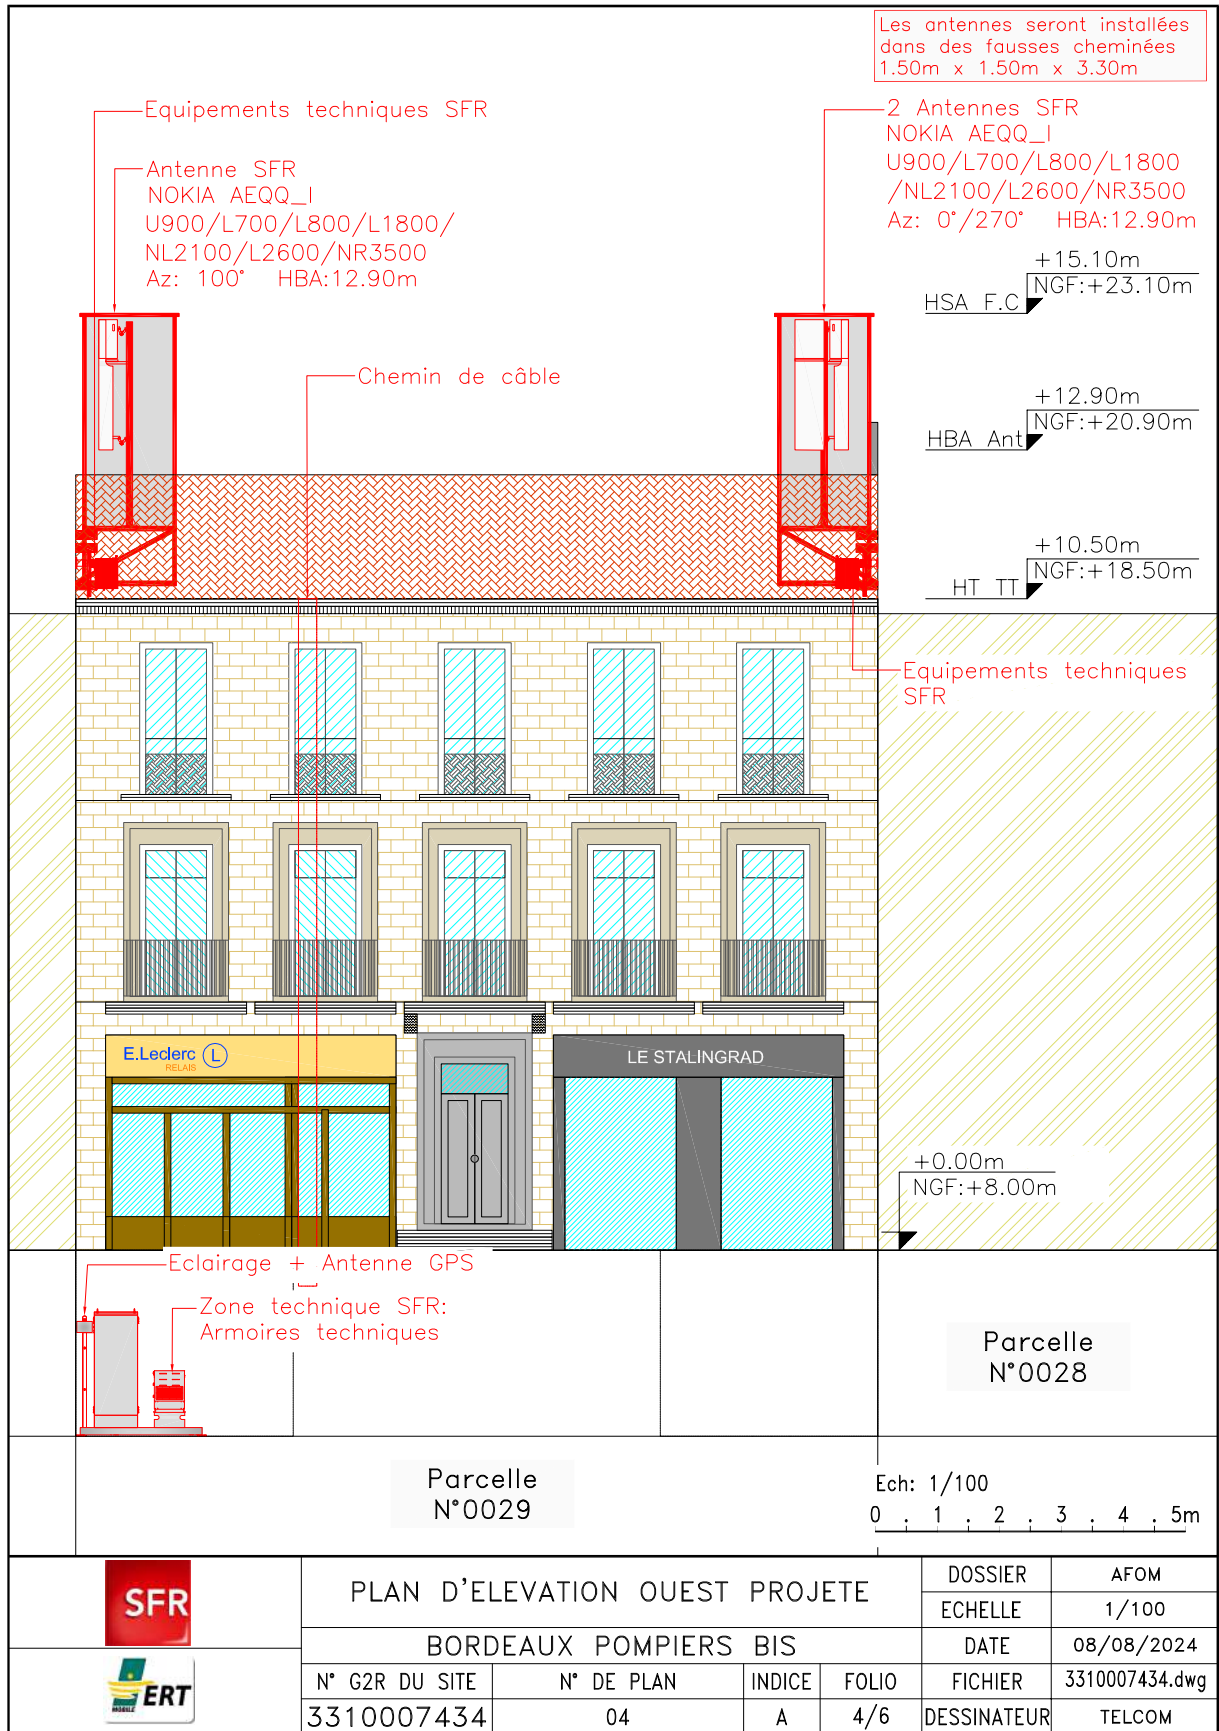 Les antennes seront installées
dans des fausses cheminées
1.50m x 1.50m x 3.30m
Equipements techniques SFR
2 Antennes SFR
NOKIA AEQQ_I
U900/L700/L800/L1800
/NL2100/L2600/NR3500
Az: 0°/270° HBA:12.90m
Antenne SFR
NOKIA AEQQ_I
U900/L700/L800/L1800/
NL2100/L2600/NR3500
Az: 100° HBA:12.90m
+15.10m
NGF:+23.10m
HSA F.C
Chemin de câble
+12.90m
NGF:+20.90m
HBA Ant
+10.50m
NGF:+18.50m
HT TT
Equipements techniques
SFR
E.Leclerc L
RELAIS
LE STALINGRAD
+0.00m
NGF:+8.00m
Eclairage + Antenne GPS
Zone technique SFR:
Armoires techniques
Parcelle
N°0028
Parcelle
N°0029
Ech: 1/100
0 . 1 . 2 . 3 . 4 . 5m
SFR
PLAN D'ELEVATION OUEST PROJETE
DOSSIER AFOM
ECHELLE 1/100
BORDEAUX POMPIERS BIS
DATE 08/08/2024
ERT
MOBILE
N° G2R DU SITE N° DE PLAN INDICE FOLIO FICHIER 3310007434.dwg
3310007434 04 A 4/6 DESSINATEUR TELCOM